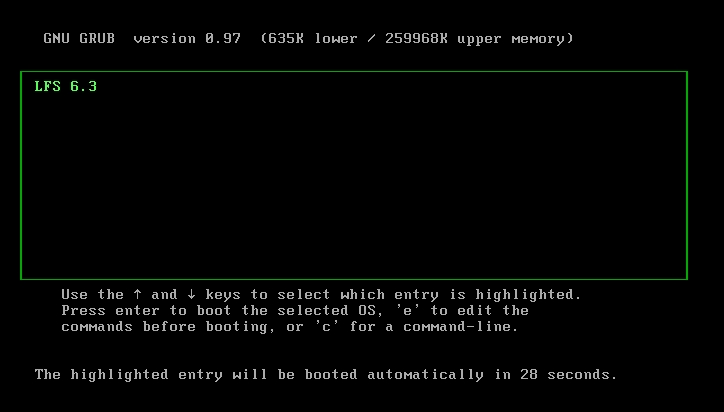 GNU GRUB  version 0.97  (635K lower / 259968K upper memory)
LFS 6.3
Use the ↑ and ↓ keys to select which entry is highlighted.
Press enter to boot the selected OS, 'e' to edit the
commands before booting, or 'c' for a command-line.
The highlighted entry will be booted automatically in 28 seconds.